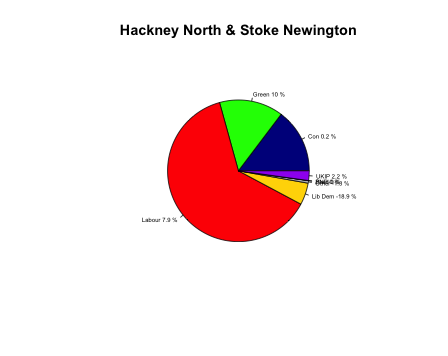 Hackney North & Stoke Newington
Green 10 %
Con 0.2 %
UKIP 2.2 %
Lib Dem -18.9 %
Labour 7.9 %